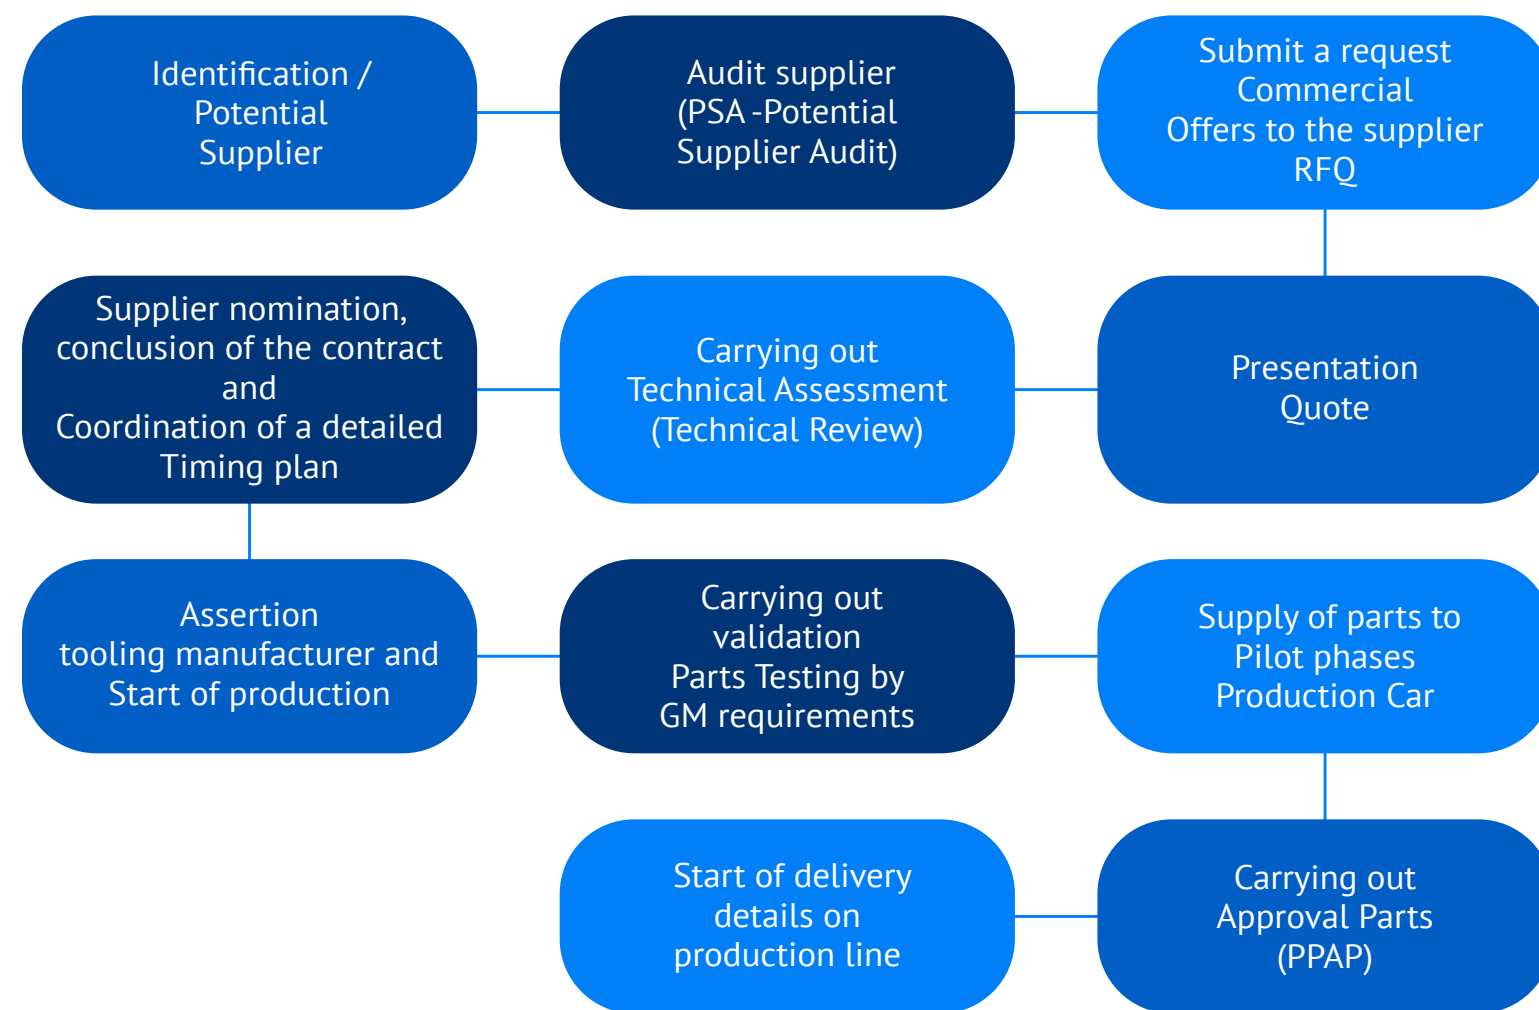 Identification /
Potential
Supplier
Audit supplier
(PSA -Potential
Supplier Audit)
Submit a request
Commercial
Offers to the supplier
RFQ
Supplier nomination,
conclusion of the contract
and
Coordination of a detailed
Timing plan
Carrying out
Technical Assessment
(Technical Review)
Presentation
Quote
Assertion
tooling manufacturer and
Start of production
Carrying out
validation
Parts Testing by
GM requirements
Supply of parts to
Pilot phases
Production Car
Start of delivery
details on
production line
Carrying out
Approval Parts
(PPAP)